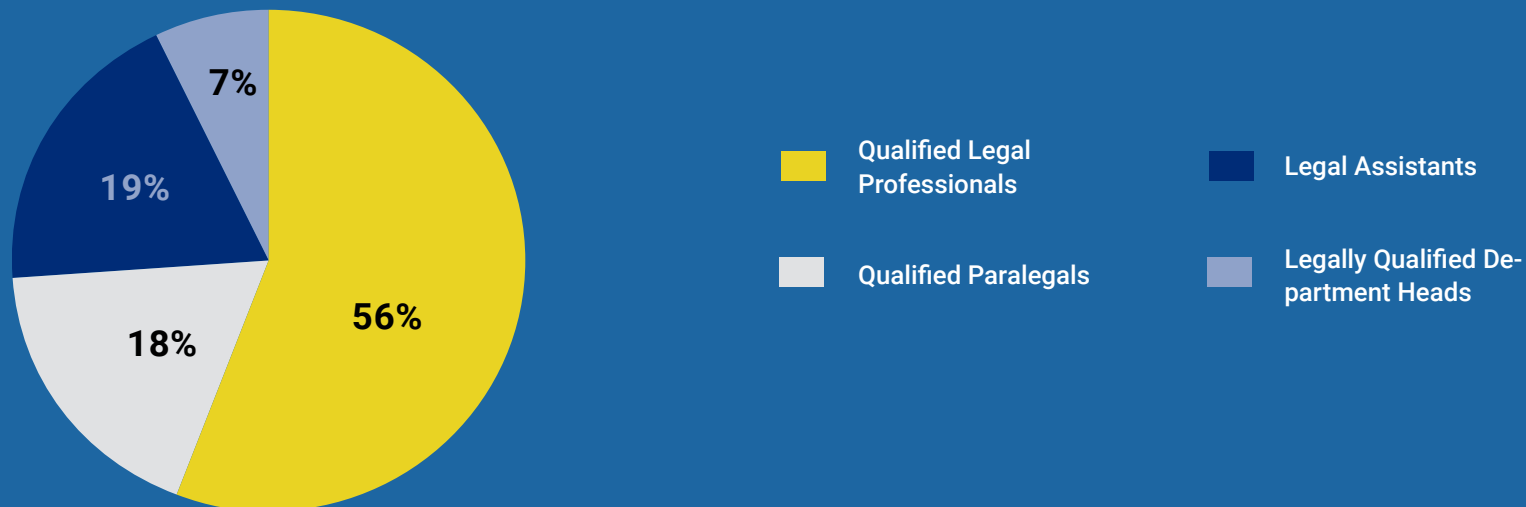 7%
19%
18%
56%
Qualified Legal
Professionals
Qualified Paralegals
Legal Assistants
Legally Qualified De-
partment Heads